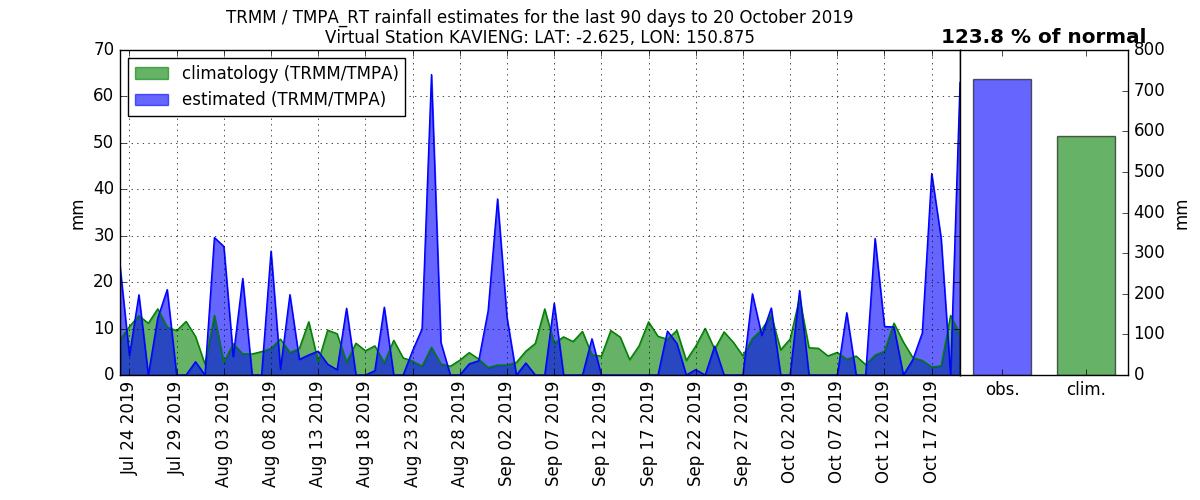 TRMM / TMPA_RT rainfall estimates for the last 90 days to 20 October 2019
Virtual Station KAVIENG: LAT: -2.625, LON: 150.875
123.8 % of normal
climatology (TRMM/TMPA)
estimated (TRMM/TMPA)
70
60
50
40
30
20
10
0
mm
Jul 24 2019
Jul 29 2019
Aug 03 2019
Aug 08 2019
Aug 13 2019
Aug 18 2019
Aug 23 2019
Aug 28 2019
Sep 02 2019
Sep 07 2019
Sep 12 2019
Sep 17 2019
Sep 22 2019
Sep 27 2019
Oct 02 2019
Oct 07 2019
Oct 12 2019
Oct 17 2019
800
700
600
500
400
300
200
100
0
mm
obs.
clim.